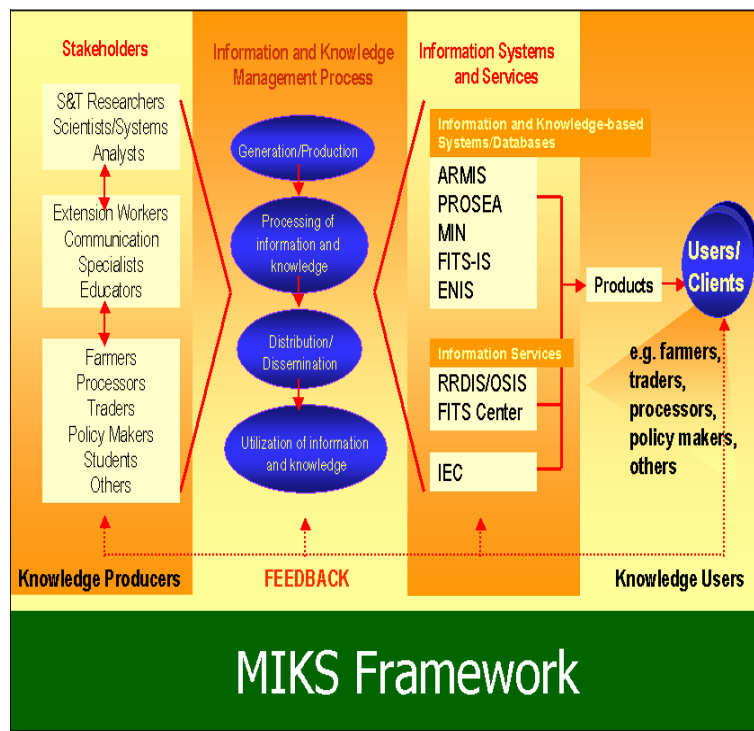 Stakeholders
S&T Researchers
Scientists/Systems
Analysts
Extension Workers
Communication
Specialists
Educators
Farmers
Processors
Traders
Policy Makers
Students
Others
Knowledge Producers
Information and Knowledge
Management Process
Generation/Production
Processing of
information and
knowledge
Distribution/
Dissemination
Utilization of information
and knowledge
FEEDBACK
Information Systems
and Services
Information and Knowledge-based
Systems/Databases
ARMIS
PROSEA
MIN
FITS-IS
ENIS
Information Services
RRDIS/OSIS
FITS Center
IEC
Products
Users/
Clients
e.g. farmers,
traders,
processors,
policy makers,
others
Knowledge Users
MIKS Framework